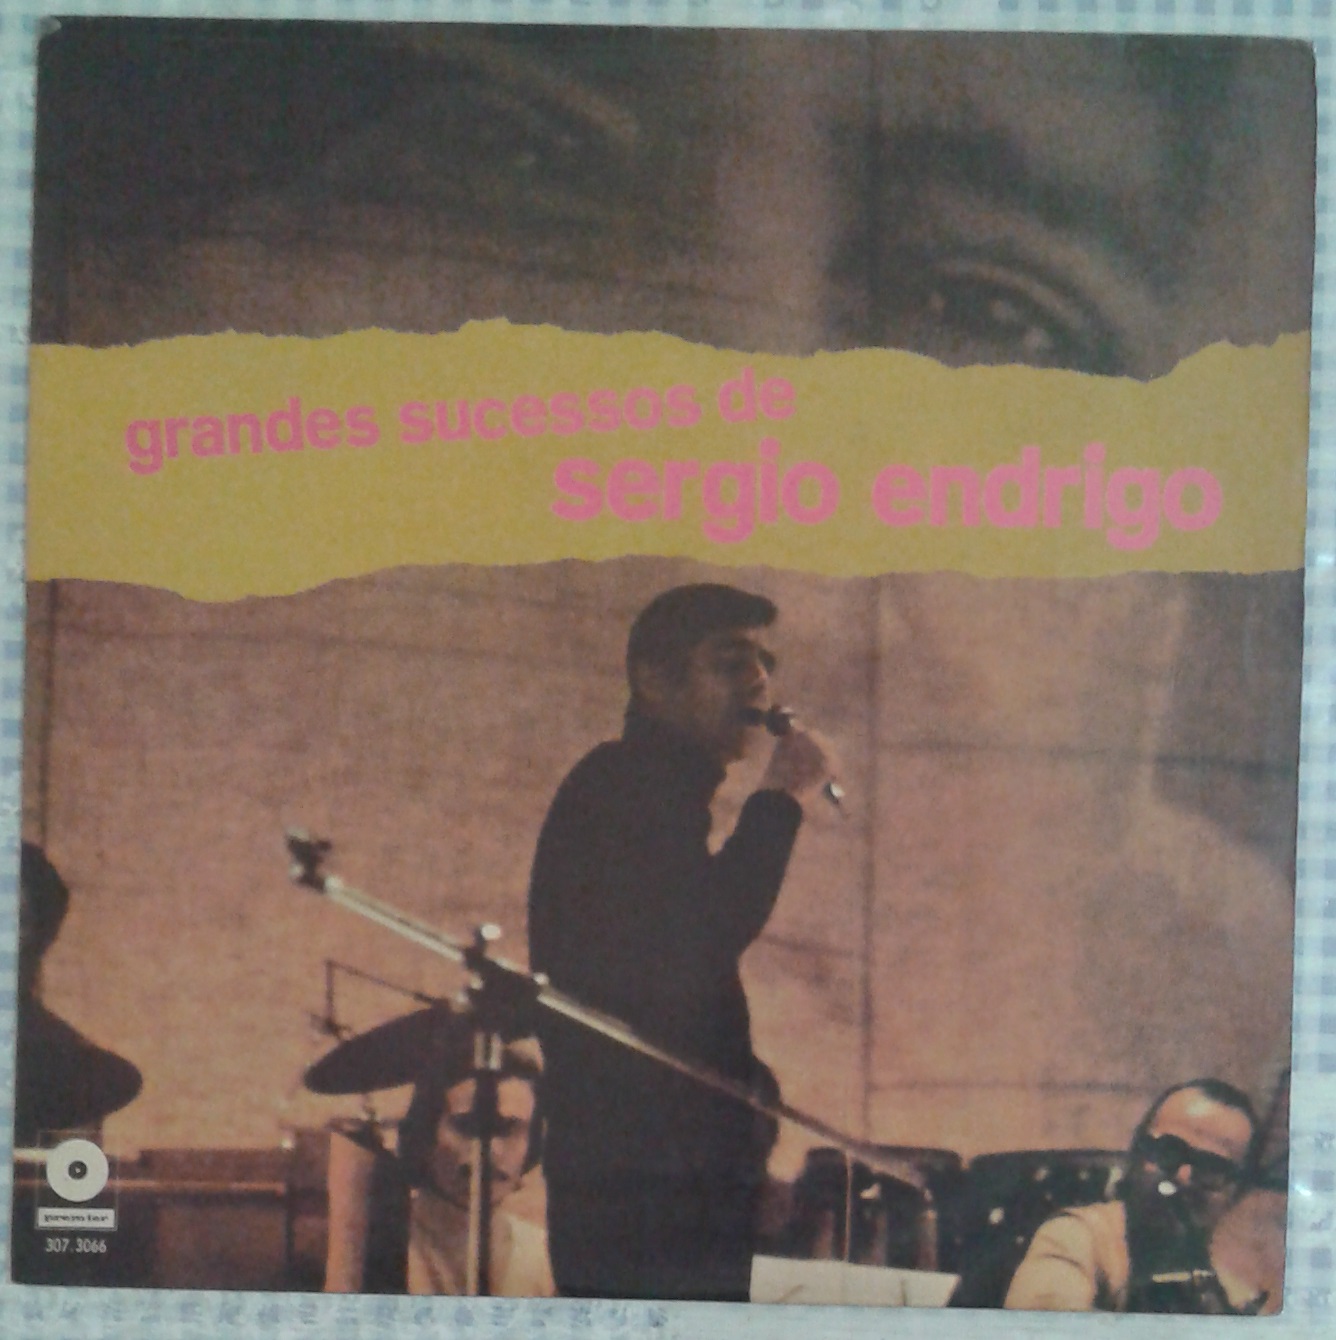 grandes sucessos de
sergio endrigo
premier
307.3066